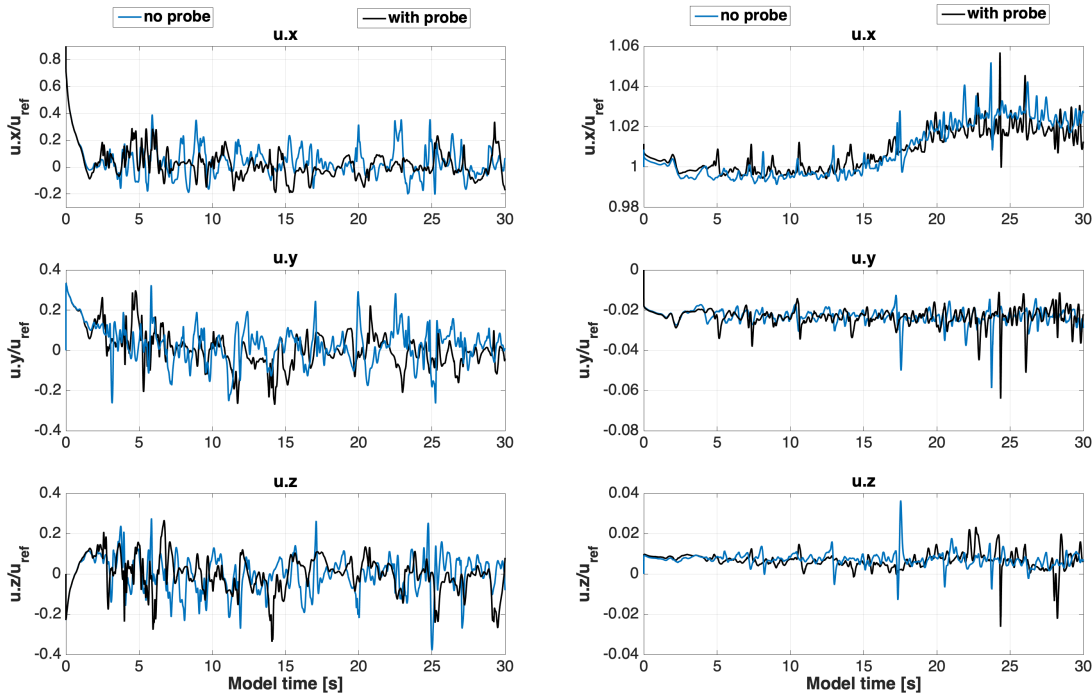 no probe
with probe
u.x
u.x/u_ref
0.8
0.6
0.4
0.2
0
-0.2
0 5 10 15 20 25 30
u.y
u.y/u_ref
0.4
0.2
0
-0.2
-0.4
0 5 10 15 20 25 30
u.z
u.z/u_ref
0.4
0.2
0
-0.2
-0.4
0 5 10 15 20 25 30
Model time [s]
no probe
with probe
u.x
u.x/u_ref
1.06
1.04
1.02
1
0.98
0 5 10 15 20 25 30
u.y
u.y/u_ref
0
-0.02
-0.04
-0.06
-0.08
0 5 10 15 20 25 30
u.z
u.z/u_ref
0.04
0.02
0
-0.02
-0.04
0 5 10 15 20 25 30
Model time [s]